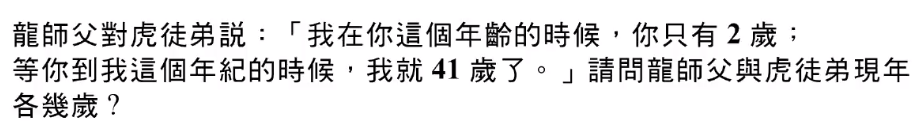 龍師父對虎徒弟説：「我在你這個年齡的時候，你只有 2 歲；
等你到我這個年紀的時候，我就 41 歲了。」請問龍師父與虎徒弟現年
各幾歲？